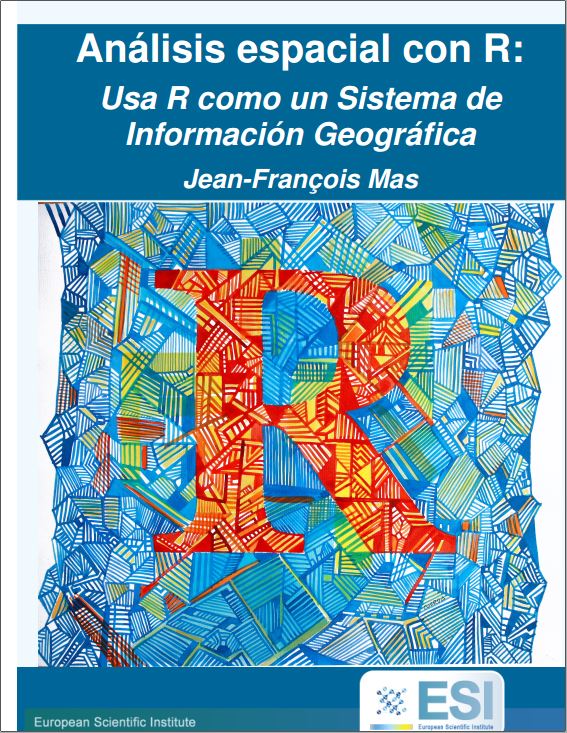 Análisis espacial con R:
Usa R como un Sistema de
Información Geográfica
Jean-François Mas
R
European Scientific Institute
ESI
European Scientific Institute